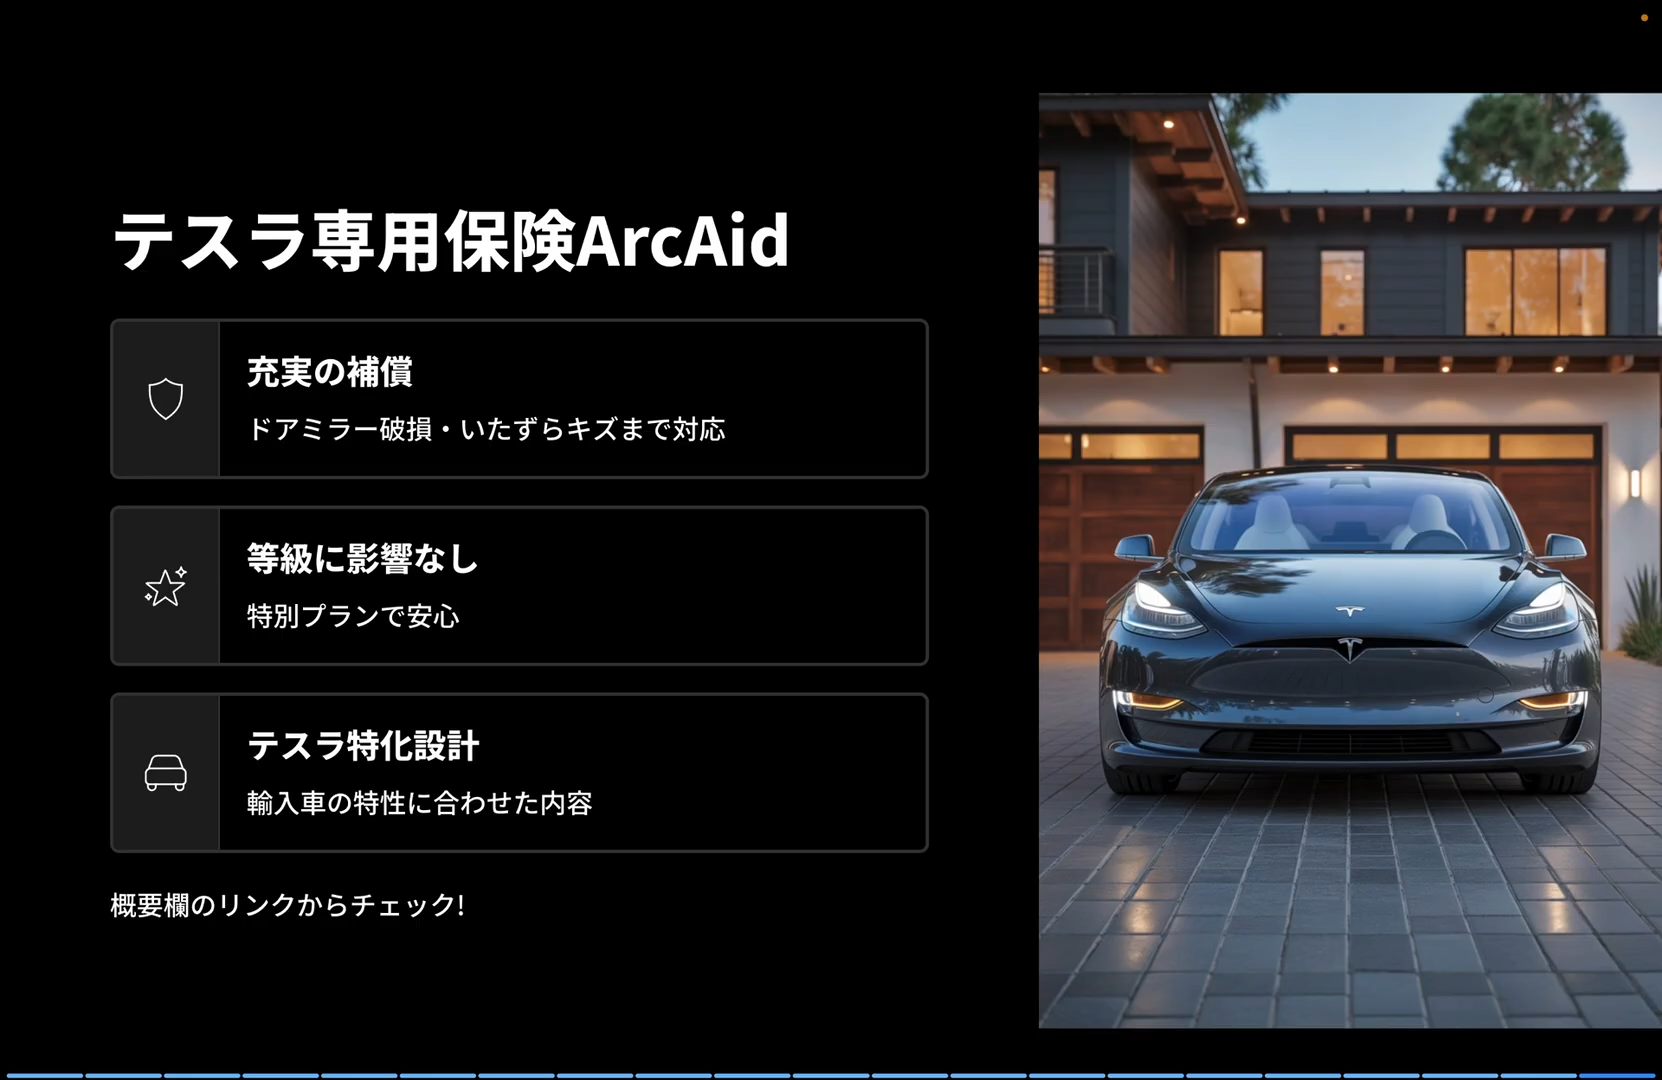 テスラ専用保険ArcAid
充実の補償
ドアミラー破損・いたずらキズまで対応
等級に影響なし
特別プランで安心
テスラ特化設計
輸入車の特性に合わせた内容
概要欄のリンクからチェック!